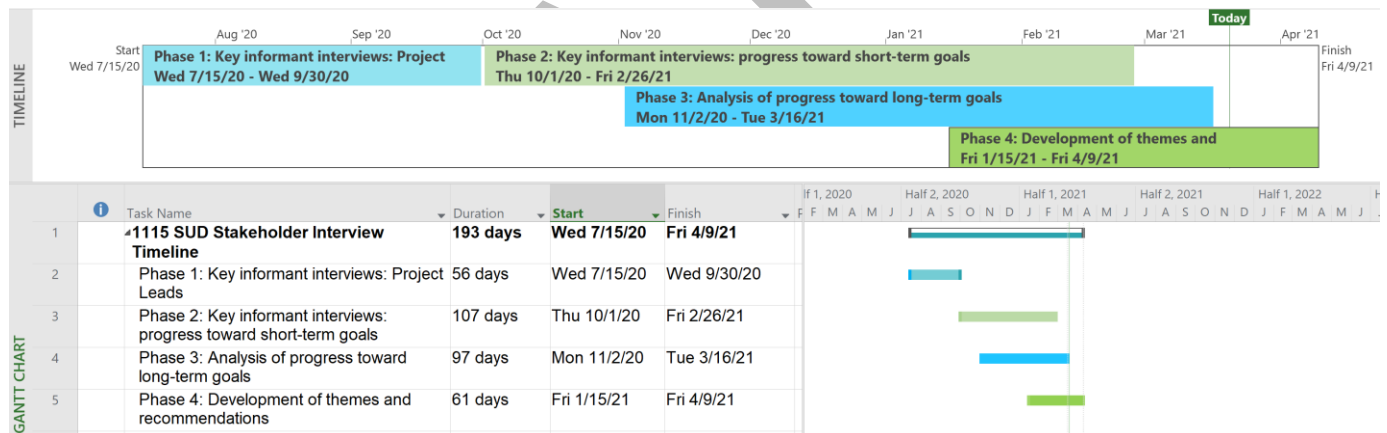 Today
Aug '20 Sep '20 Oct '20 Nov '20 Dec '20 Jan '21 Feb '21 Mar '21 Apr '21
Start
Wed 7/15/20
Finish
Fri 4/9/21
TIMELINE
Phase 1: Key informant interviews: Project
Wed 7/15/20 - Wed 9/30/20
Phase 2: Key informant interviews: progress toward short-term goals
Thu 10/1/20 - Fri 2/26/21
Phase 3: Analysis of progress toward long-term goals
Mon 11/2/20 - Tue 3/16/21
Phase 4: Development of themes and
Fri 1/15/21 - Fri 4/9/21
lf 1, 2020 Half 2, 2020 Half 1, 2021 Half 2, 2021 Half 1, 2022 H
Task Name Duration Start Finish F F M A M J J A S O N D J F M A M J J A S O N D J F M A M J
GANTT CHART
1 1115 SUD Stakeholder Interview 193 days Wed 7/15/20 Fri 4/9/21
Timeline
2 Phase 1: Key informant interviews: Project 56 days Wed 7/15/20 Wed 9/30/20
Leads
3 Phase 2: Key informant interviews: 107 days Thu 10/1/20 Fri 2/26/21
progress toward short-term goals
4 Phase 3: Analysis of progress toward 97 days Mon 11/2/20 Tue 3/16/21
long-term goals
5 Phase 4: Development of themes and 61 days Fri 1/15/21 Fri 4/9/21
recommendations